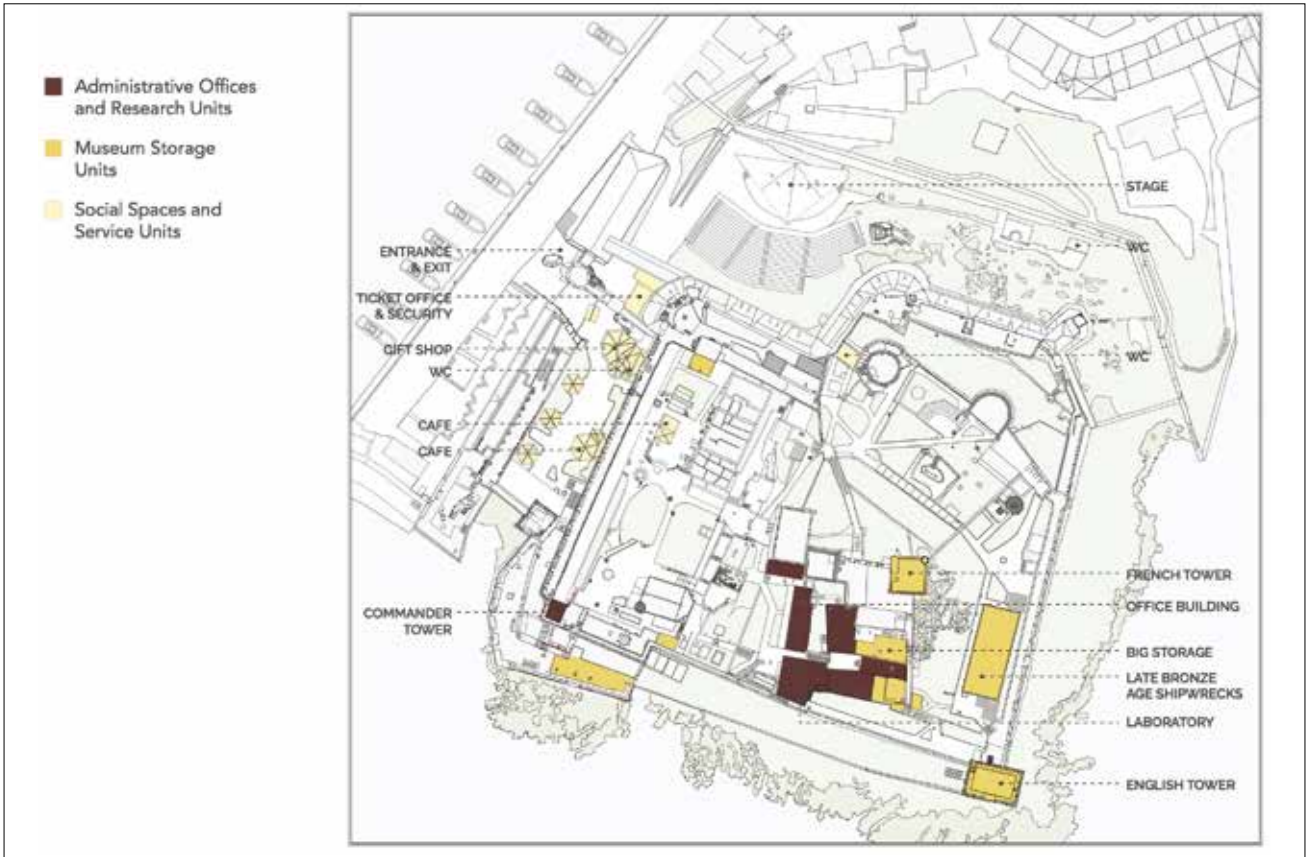 Administrative Offices
and Research Units
Museum Storage
Units
Social Spaces and
Service Units
ENTRANCE
& EXIT
TICKET OFFICE
& SECURITY
GIFT SHOP
WC
CAFE
CAFE
COMMANDER
TOWER
STAGE
WC
WC
FRENCH TOWER
OFFICE BUILDING
BIG STORAGE
LATE BRONZE
AGE SHIPWRECKS
LABORATORY
ENGLISH TOWER